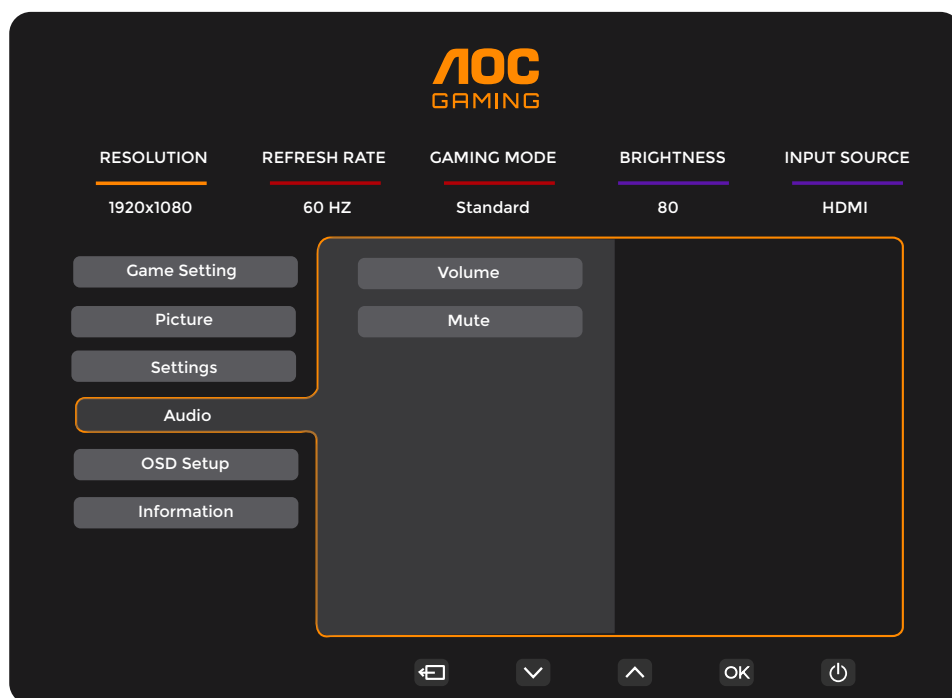 AOC
GAMING
RESOLUTION REFRESH RATE GAMING MODE BRIGHTNESS INPUT SOURCE
1920x1080 60 HZ Standard 80 HDMI
Game Setting Volume
Picture Mute
Settings
Audio
OSD Setup
Information
OK